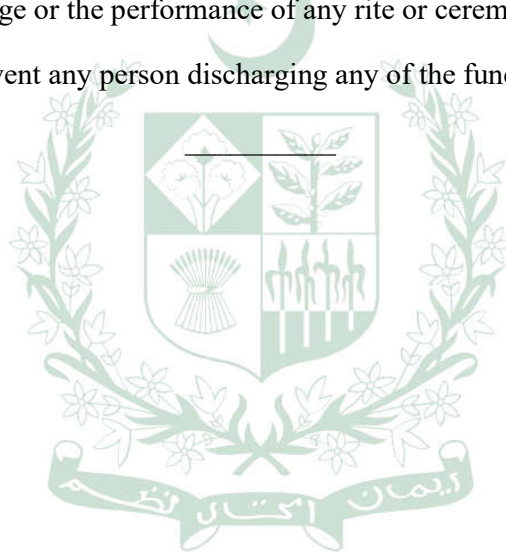 ge or the performance of any rite or cerem
vent any person discharging any of the func
ایمان اتحاد نظم